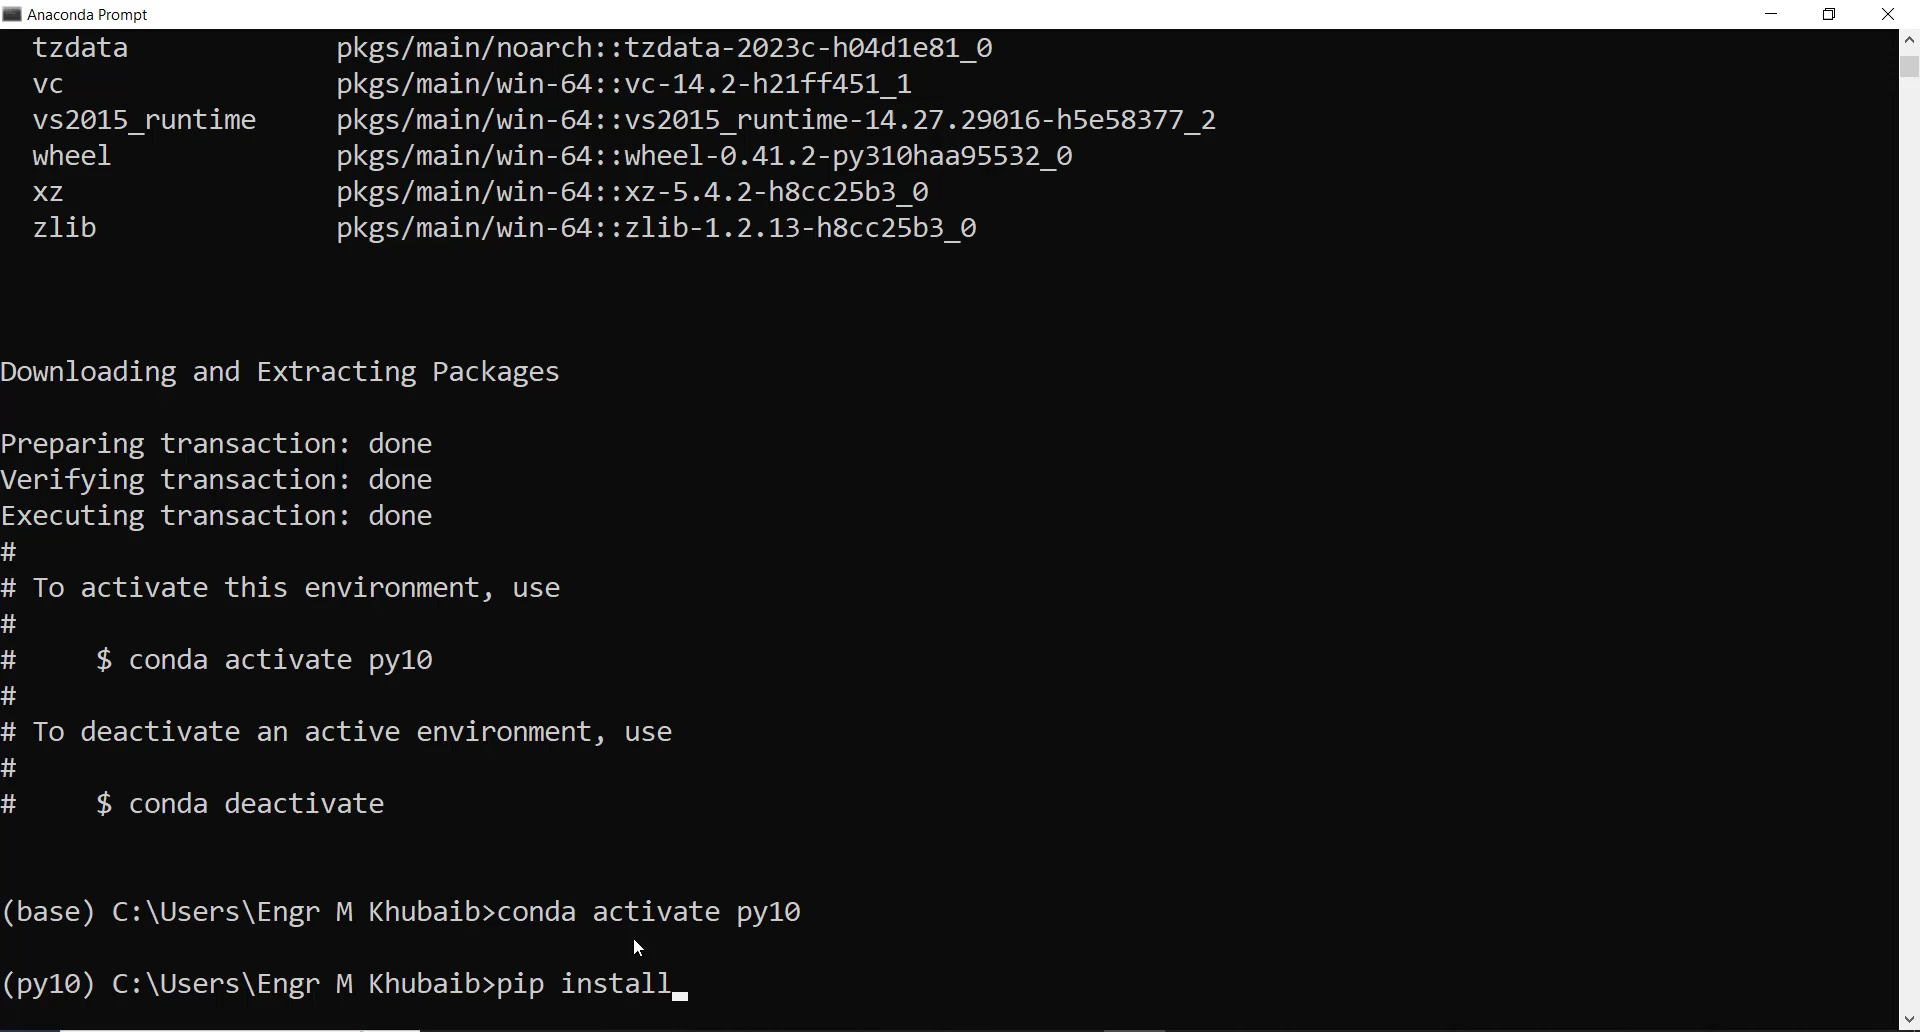 Anaconda Prompt
tzdata pkgs/main/noarch::tzdata-2023c-h04d1e81_0
vc pkgs/main/win-64::vc-14.2-h21ff451_1
vs2015_runtime pkgs/main/win-64::vs2015_runtime-14.27.29016-h5e58377_2
wheel pkgs/main/win-64::wheel-0.41.2-py310haa95532_0
xz pkgs/main/win-64::xz-5.4.2-h8cc25b3_0
zlib pkgs/main/win-64::zlib-1.2.13-h8cc25b3_0
Downloading and Extracting Packages
Preparing transaction: done
Verifying transaction: done
Executing transaction: done
#
# To activate this environment, use
#
# $ conda activate py10
#
# To deactivate an active environment, use
#
# $ conda deactivate
(base) C:\Users\Engr M Khubaib>conda activate py10
(py10) C:\Users\Engr M Khubaib>pip install